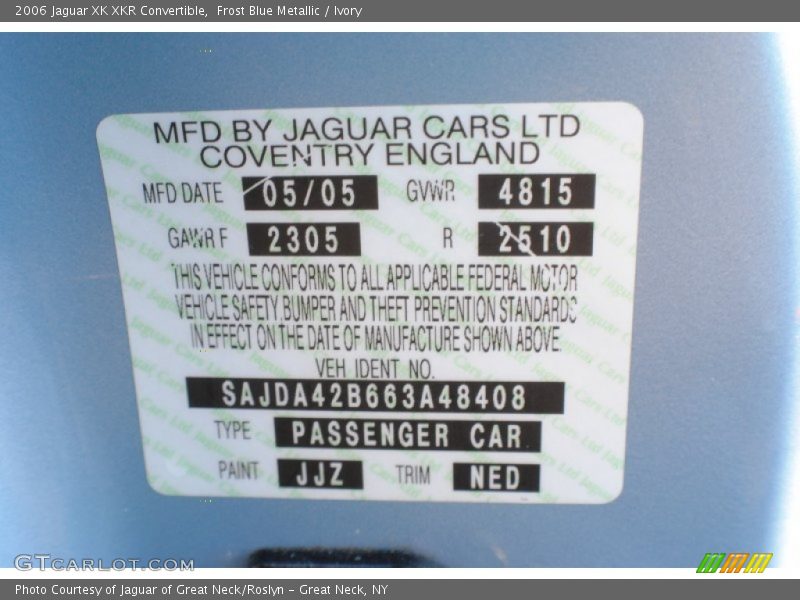 2006 Jaguar XK XKR Convertible,  Frost Blue Metallic / Ivory
MFD BY JAGUAR CARS LTD
COVENTRY ENGLAND
MFD DATE 05/05 GVWR 4815
GAWR F 2305 R 2510
THIS VEHICLE CONFORMS TO ALL APPLICABLE FEDERAL MOTOR
VEHICLE SAFETY, BUMPER AND THEFT PREVENTION STANDARDS
IN EFFECT ON THE DATE OF MANUFACTURE SHOWN ABOVE.
VEH IDENT NO.
SAJDA42B663A48408
TYPE PASSENGER CAR
PAINT JJZ TRIM NED
GTCARLOT.COM
Photo Courtesy of Jaguar of Great Neck/Roslyn – Great Neck, NY